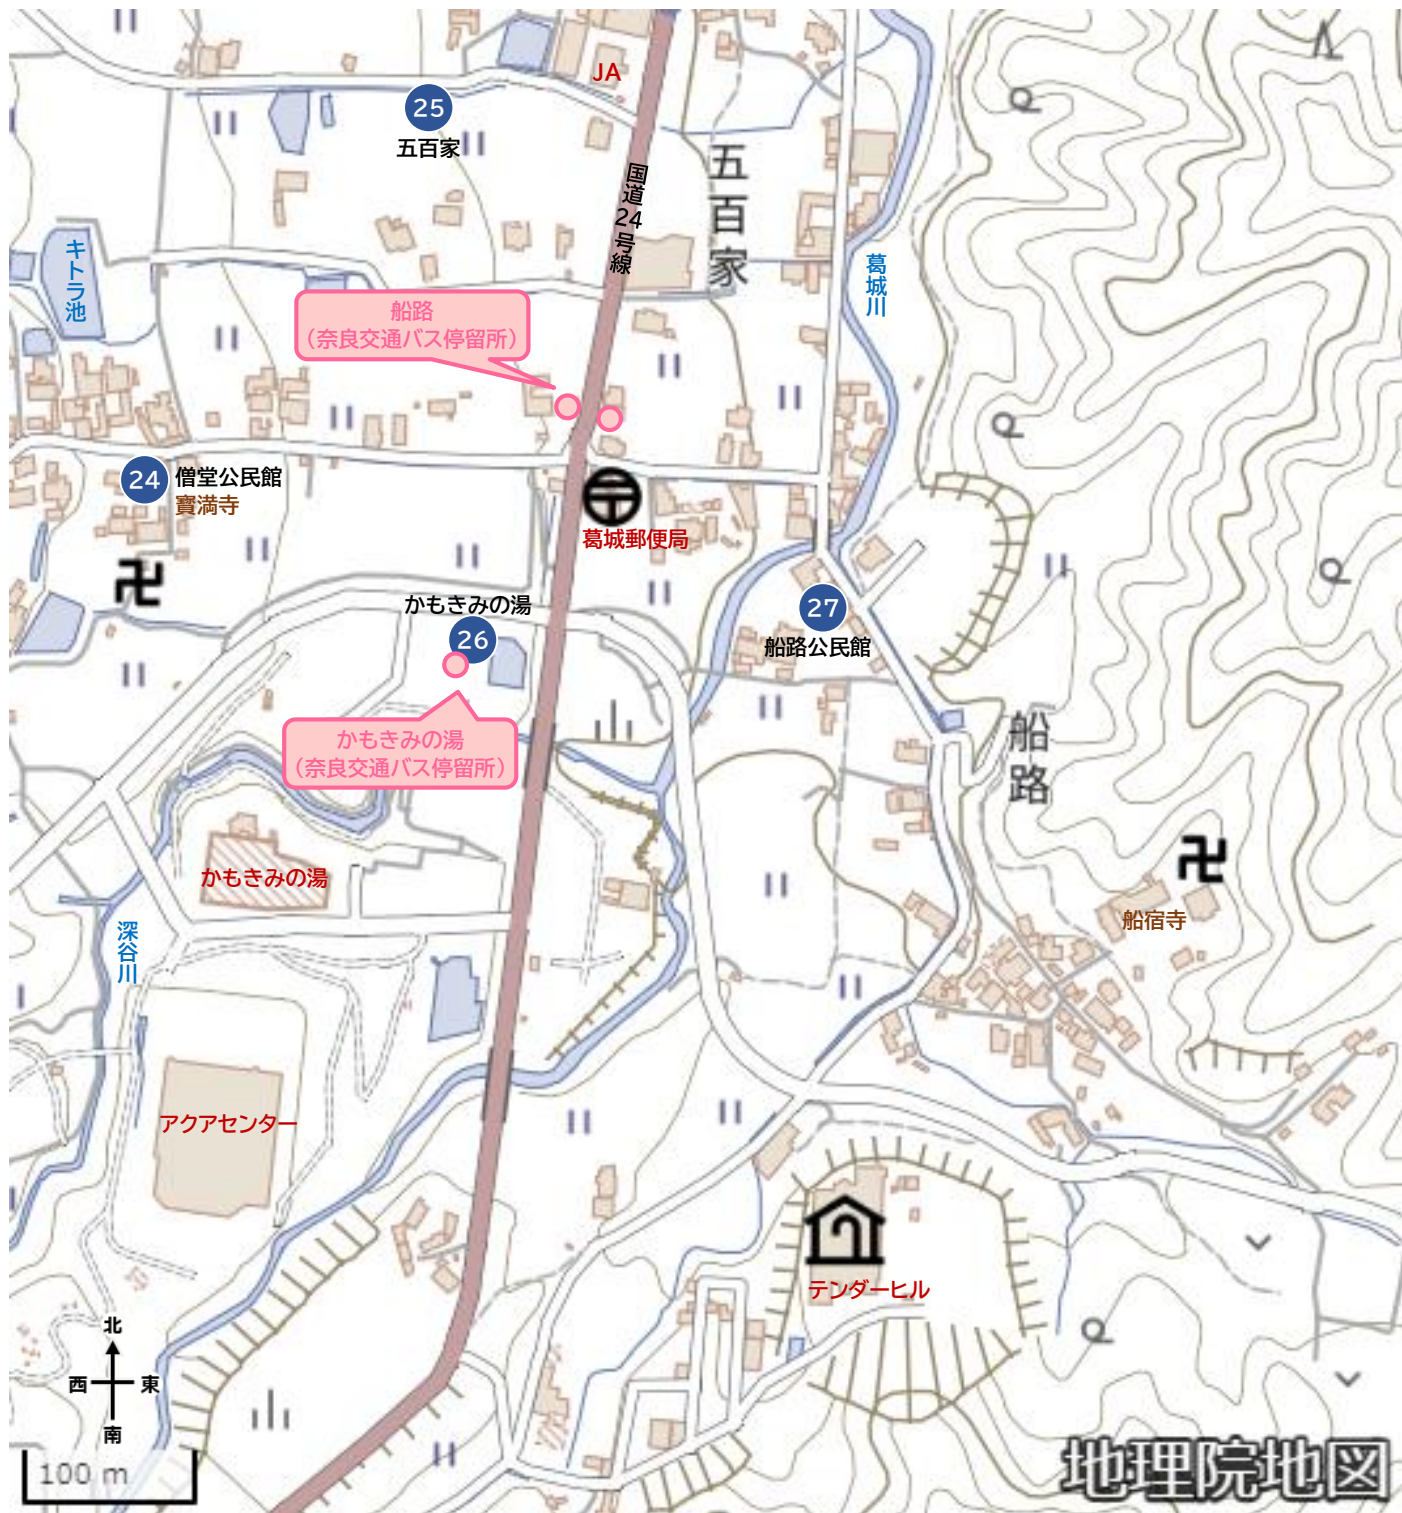 JA
25
五百家
国道24号線
五百家
キトラ池
葛城川
船路
（奈良交通バス停留所）
24
僧堂公民館
寳満寺
葛城郵便局
かもきみの湯
26
27
船路公民館
かもきみの湯
（奈良交通バス停留所）
船路
かもきみの湯
船宿寺
深谷川
アクアセンター
テンダーヒル
北
西
東
南
100 m
地理院地図